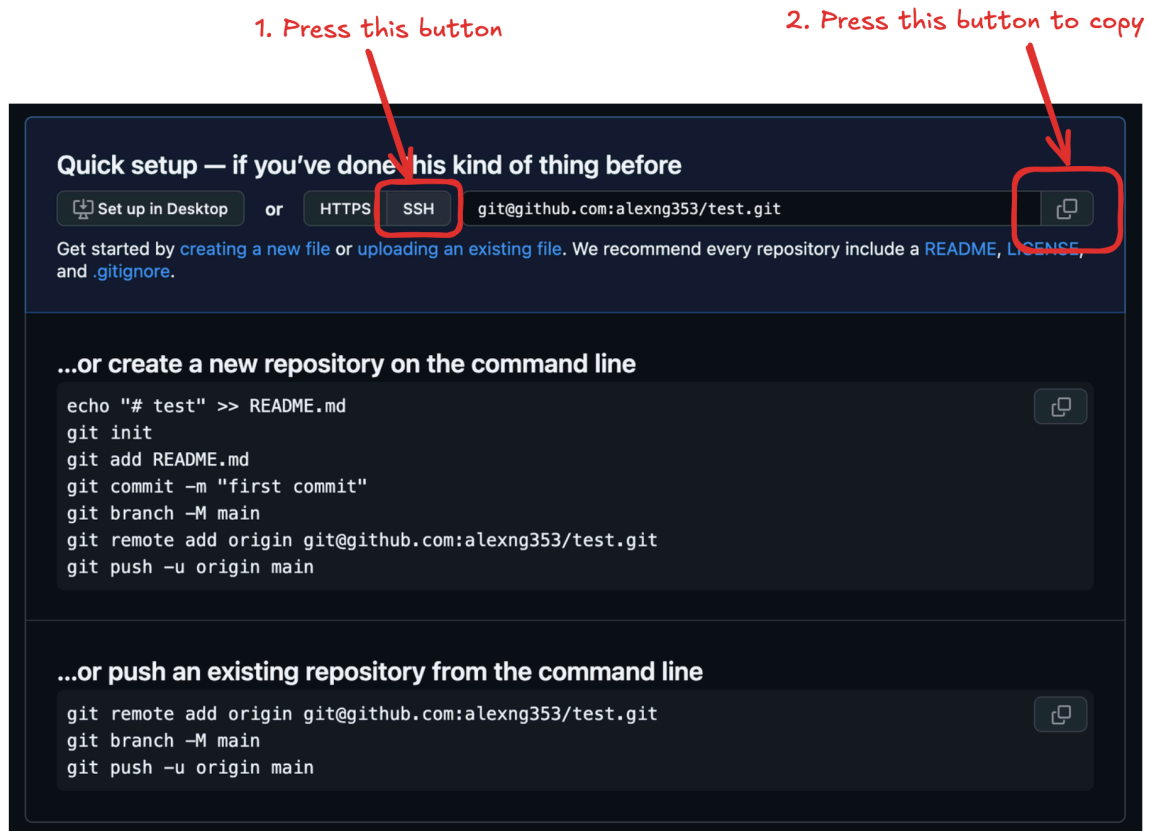 1. Press this button
2. Press this button to copy
Quick setup — if you've done this kind of thing before
Set up in Desktop or HTTPS SSH git@github.com:alexng353/test.git
Get started by creating a new file or uploading an existing file. We recommend every repository include a README, LICENSE,
and .gitignore.
...or create a new repository on the command line
echo "# test" >> README.md
git init
git add README.md
git commit -m "first commit"
git branch -M main
git remote add origin git@github.com:alexng353/test.git
git push -u origin main
...or push an existing repository from the command line
git remote add origin git@github.com:alexng353/test.git
git branch -M main
git push -u origin main